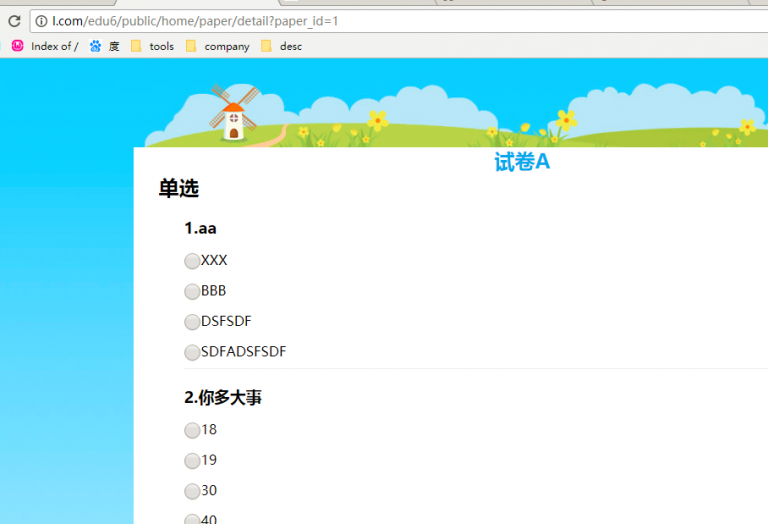 l.com/edu6/public/home/paper/detail?paper_id=1
Index of / 度 tools company desc
试卷A
单选
1.aa
XXX
BBB
DSFSDF
SDFADSFSDF
2.你多大事
18
19
30
40